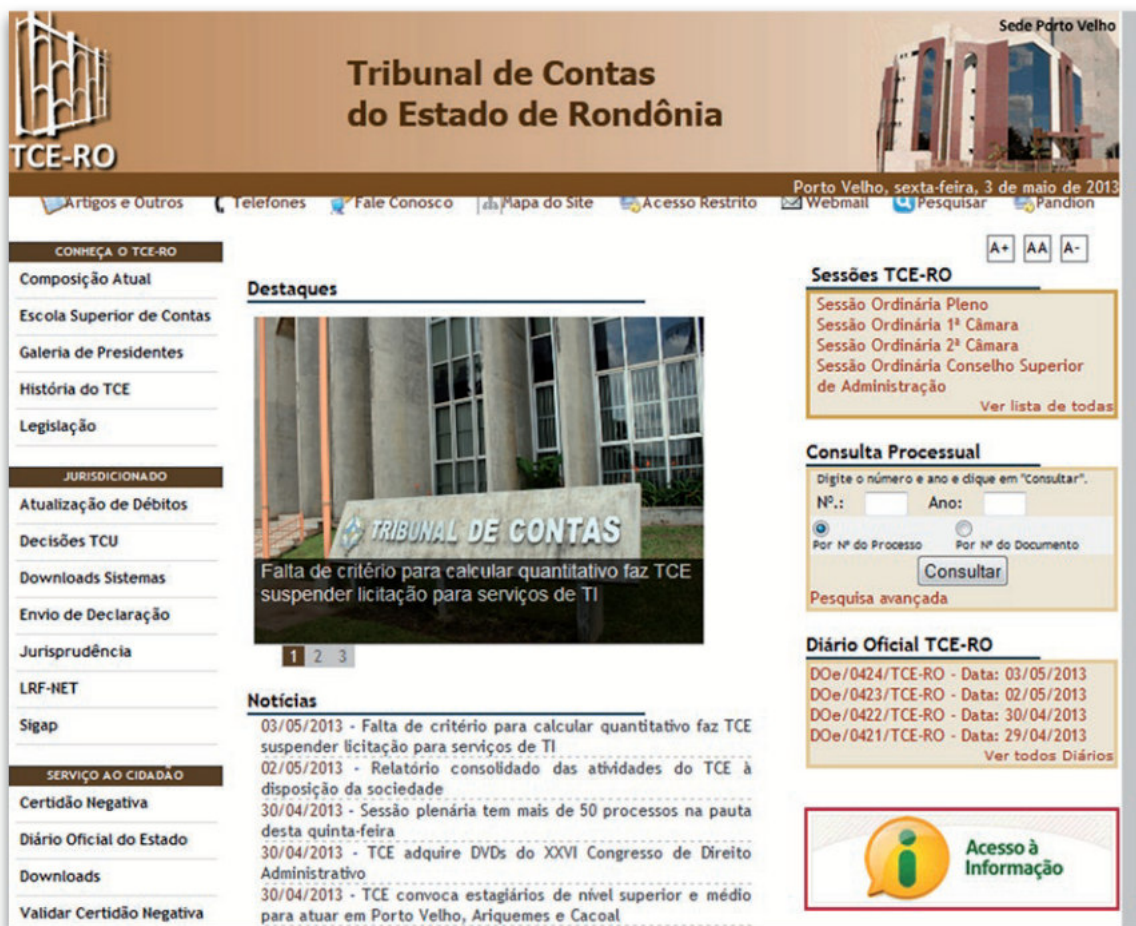 Sede Porto Velho
Tribunal de Contas
do Estado de Rondônia
TCE-RO
Porto Velho, sexta-feira, 3 de maio de 2013
Artigos e Outros Telefones Fale Conosco Mapa do Site Acesso Restrito Webmail Pesquisar Pandion
CONHEÇA O TCE-RO
Composição Atual
Escola Superior de Contas
Galeria de Presidentes
História do TCE
Legislação
JURISDICIONADO
Atualização de Débitos
Decisões TCU
Downloads Sistemas
Envio de Declaração
Jurisprudência
LRF-NET
Sigap
SERVIÇO AO CIDADÃO
Certidão Negativa
Diário Oficial do Estado
Downloads
Validar Certidão Negativa
Destaques
TRIBUNAL DE CONTAS
Falta de critério para calcular quantitativo faz TCE
suspender licitação para serviços de TI
1 2 3
Notícias
03/05/2013 - Falta de critério para calcular quantitativo faz TCE
suspender licitação para serviços de TI
02/05/2013 - Relatório consolidado das atividades do TCE à
disposição da sociedade
30/04/2013 - Sessão plenária tem mais de 50 processos na pauta
desta quinta-feira
30/04/2013 - TCE adquire DVDs do XXVI Congresso de Direito
Administrativo
30/04/2013 - TCE convoca estagiários de nível superior e médio
para atuar em Porto Velho, Ariquemes e Cacoal
A+ AA A-
Sessões TCE-RO
Sessão Ordinária Pleno
Sessão Ordinária 1ª Câmara
Sessão Ordinária 2ª Câmara
Sessão Ordinária Conselho Superior
de Administração
Ver lista de todas
Consulta Processual
Digite o número e ano e clique em "Consultar".
Nº.: Ano:
Por Nº do Processo Por Nº do Documento
Consultar
Pesquisa avançada
Diário Oficial TCE-RO
DOe/0424/TCE-RO - Data: 03/05/2013
DOe/0423/TCE-RO - Data: 02/05/2013
DOe/0422/TCE-RO - Data: 30/04/2013
DOe/0421/TCE-RO - Data: 29/04/2013
Ver todos Diários
Acesso à
Informação